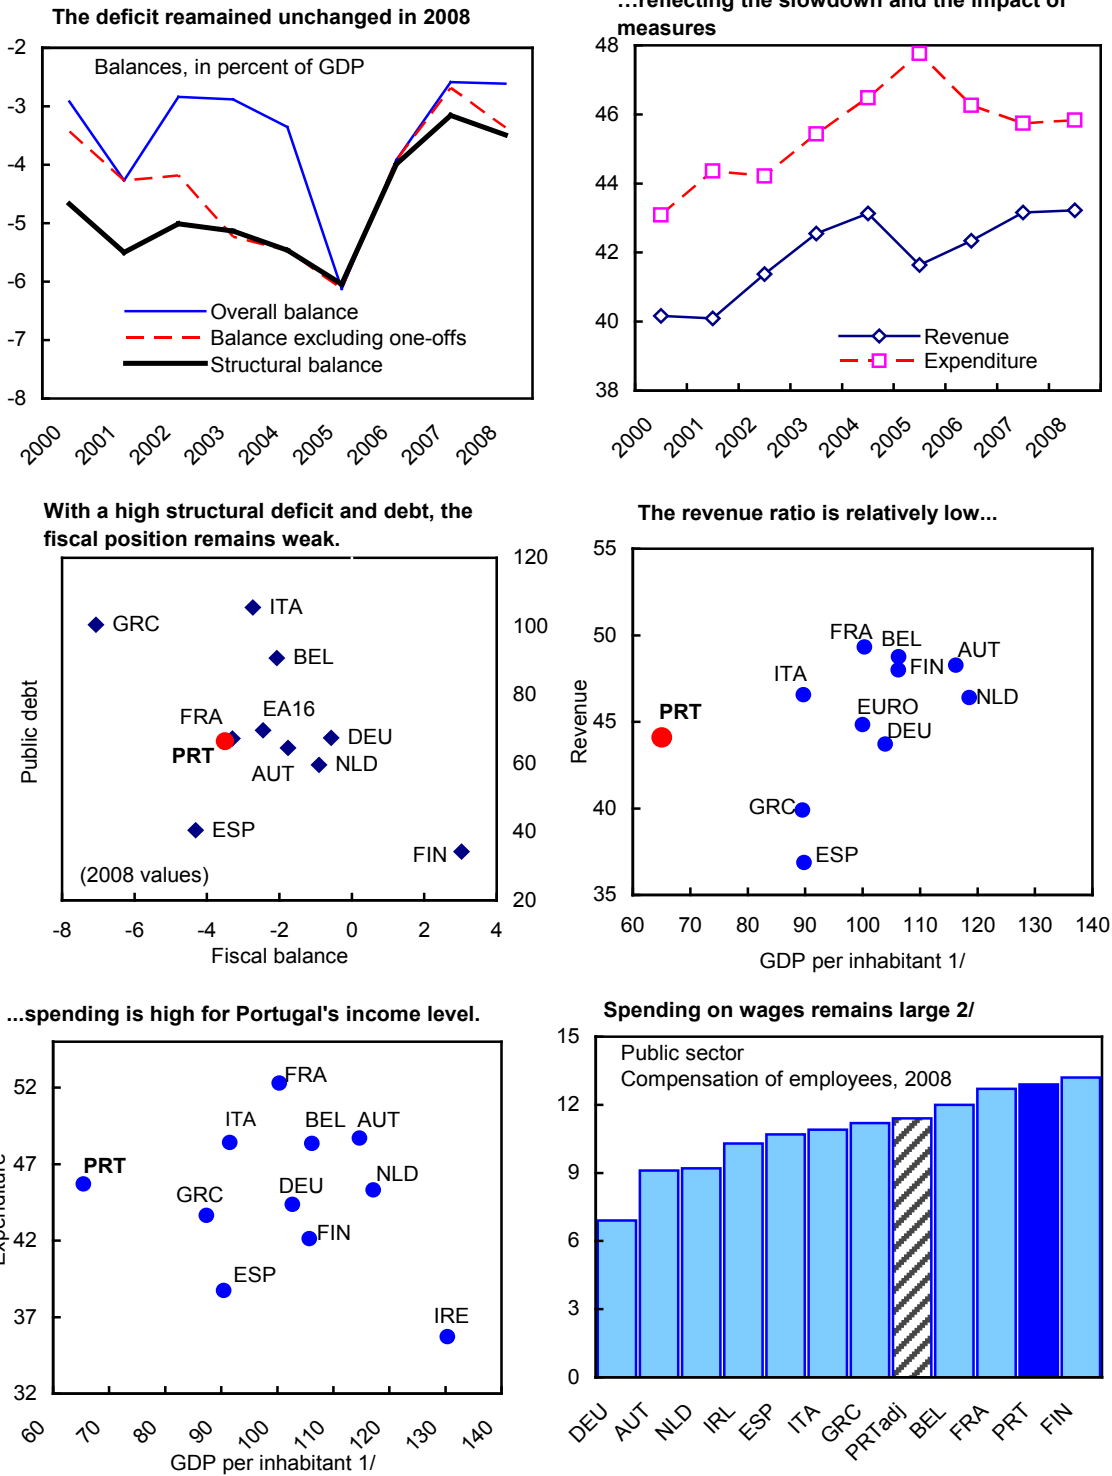 The deficit reamained unchanged in 2008
-2
-3
-4
-5
-6
-7
-8
Balances, in percent of GDP
Overall balance
Balance excluding one-offs
Structural balance
2000
2001
2002
2003
2004
2005
2006
2007
2008
…reflecting the slowdown and the impact of
measures
48
46
44
42
40
38
Revenue
Expenditure
2000
2001
2002
2003
2004
2005
2006
2007
2008
With a high structural deficit and debt, the
fiscal position remains weak.
120
100
80
60
40
20
Public debt
ITA
GRC
BEL
FRA
EA16
DEU
PRT
AUT
NLD
ESP
FIN
(2008 values)
-8
-6
-4
-2
0
2
4
Fiscal balance
The revenue ratio is relatively low...
55
50
45
40
35
Revenue
FRA
BEL
AUT
FIN
ITA
NLD
PRT
EURO
DEU
GRC
ESP
60
70
80
90
100
110
120
130
140
GDP per inhabitant 1/
...spending is high for Portugal's income level.
52
47
42
37
32
Expenditure
FRA
ITA
BEL
AUT
PRT
NLD
GRC
DEU
FIN
ESP
IRE
60
70
80
90
100
110
120
130
140
GDP per inhabitant 1/
Spending on wages remains large 2/
15
12
9
6
3
0
Public sector
Compensation of employees, 2008
DEU
AUT
NLD
IRL
ESP
ITA
GRC
PRTadj
BEL
FRA
PRT
FIN